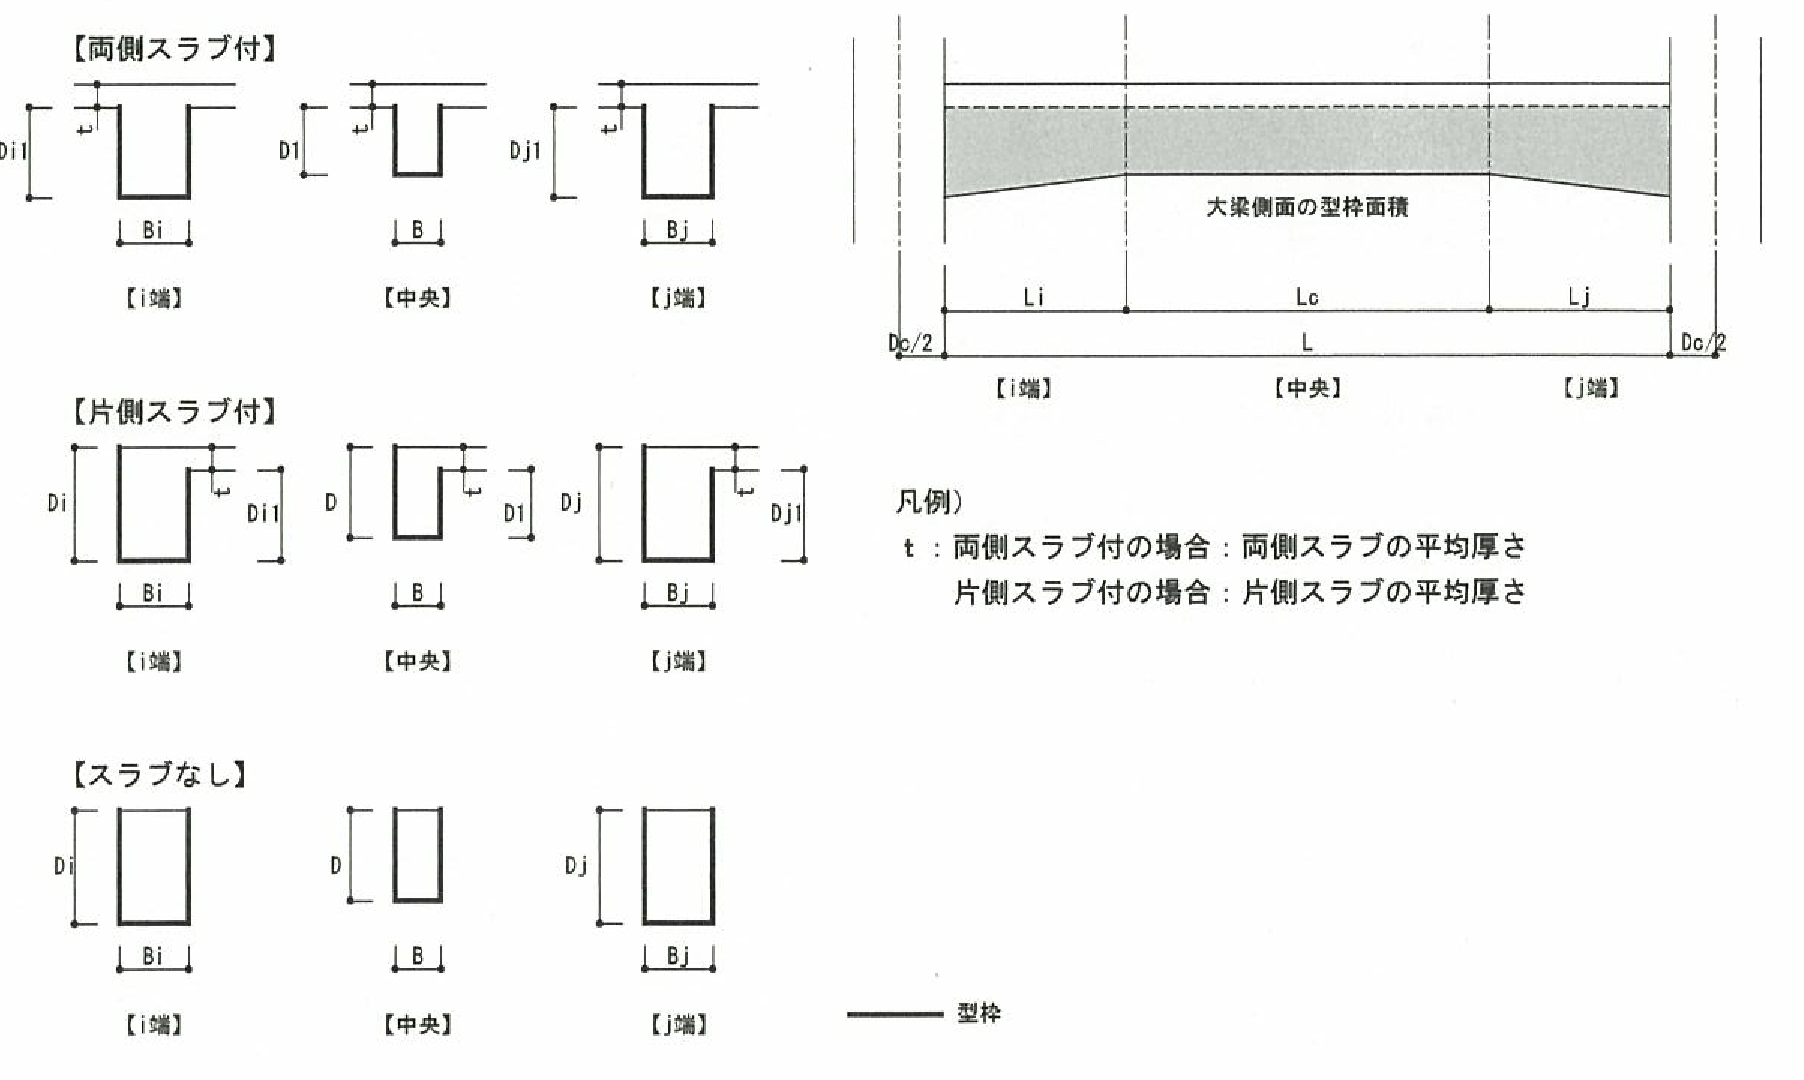 【両側スラブ付】
t t t
Di1 D1 Dj1
Bi B Bj
【i端】 【中央】 【j端】
大梁側面の型枠面積
Li Lc Lj
Dc/2 L Dc/2
【i端】 【中央】 【j端】
【片側スラブ付】
t t t
Di Di1 D D1 Dj Dj1
Bi B Bj
【i端】 【中央】 【j端】
凡例)
t：両側スラブ付の場合：両側スラブの平均厚さ
片側スラブ付の場合：片側スラブの平均厚さ
【スラブなし】
Di D Dj
Bi B Bj
【i端】 【中央】 【j端】
型枠